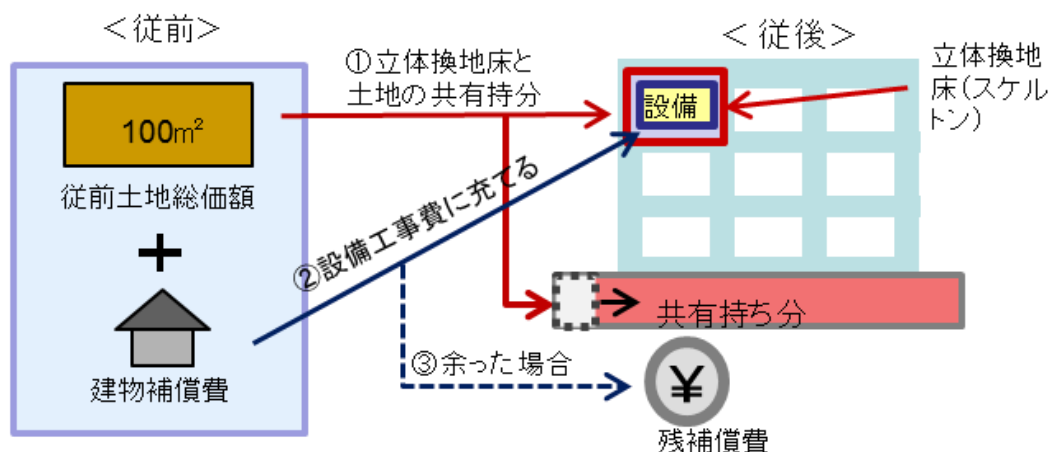 ＜従前＞
100m²
従前土地総価額
＋
建物補償費
①立体換地床と
土地の共有持分
②設備工事費に充てる
③余った場合
＜従後＞
設備
立体換地
床(スケル
トン)
共有持ち分
¥
残補償費